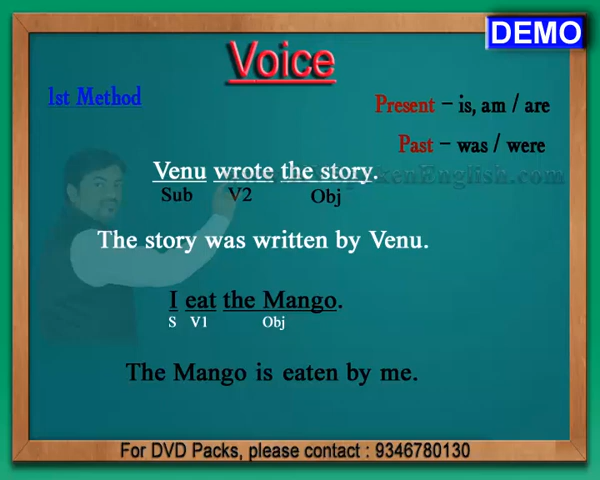 DEMO
Voice
1st Method
Present – is, am / are
Past – was / were
Venu wrote the story.
Sub V2 Obj
The story was written by Venu.
I eat the Mango.
S V1 Obj
The Mango is eaten by me.
For DVD Packs, please contact : 9346780130